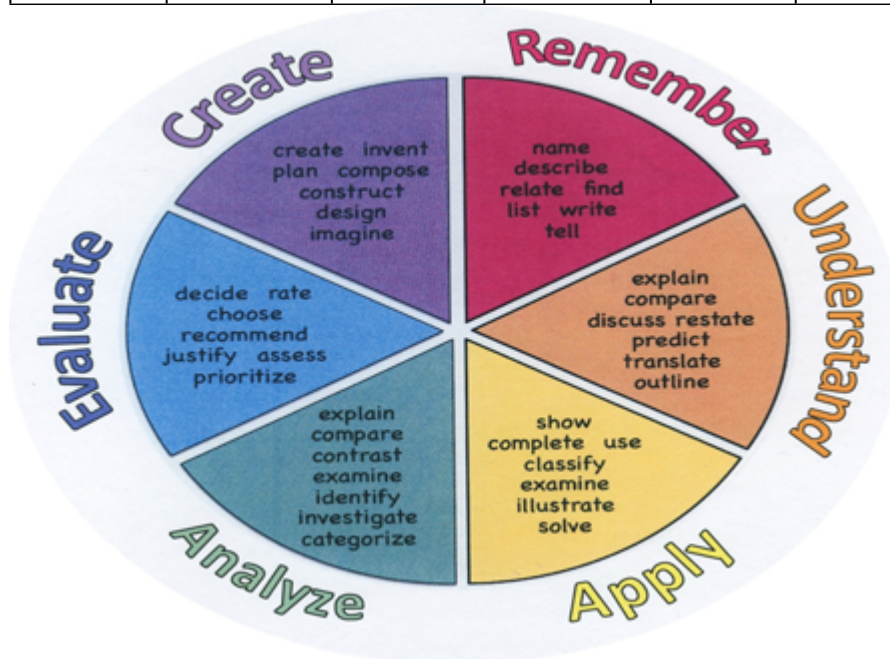 Remember
name
describe
relate find
list write
tell
Understand
explain
compare
discuss restate
predict
translate
outline
Apply
show
complete use
classify
examine
illustrate
solve
Analyze
explain
compare
contrast
examine
identify
investigate
categorize
Evaluate
decide rate
choose
recommend
justify assess
prioritize
Create
create invent
plan compose
construct
design
imagine